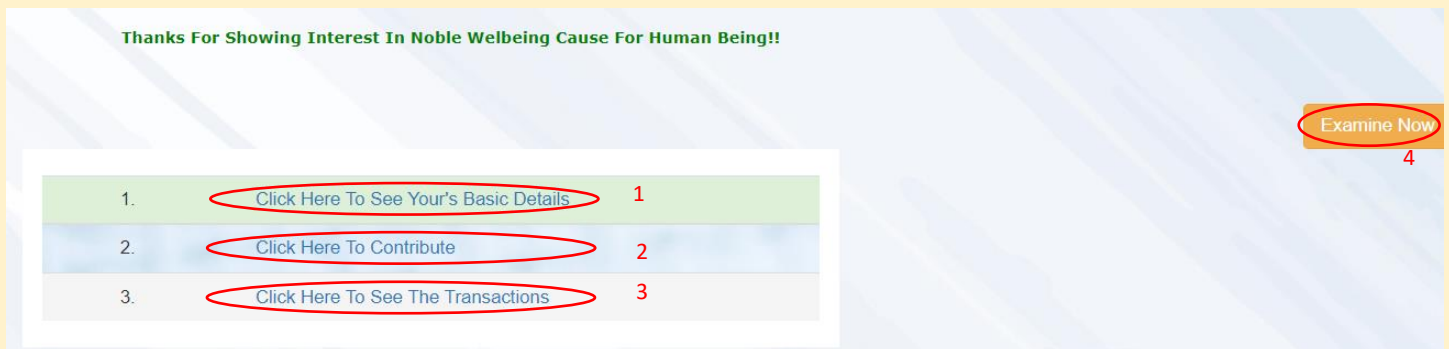 Thanks For Showing Interest In Noble Welbeing Cause For Human Being!!
Examine Now
4
1. Click Here To See Your's Basic Details 1
2. Click Here To Contribute 2
3. Click Here To See The Transactions 3